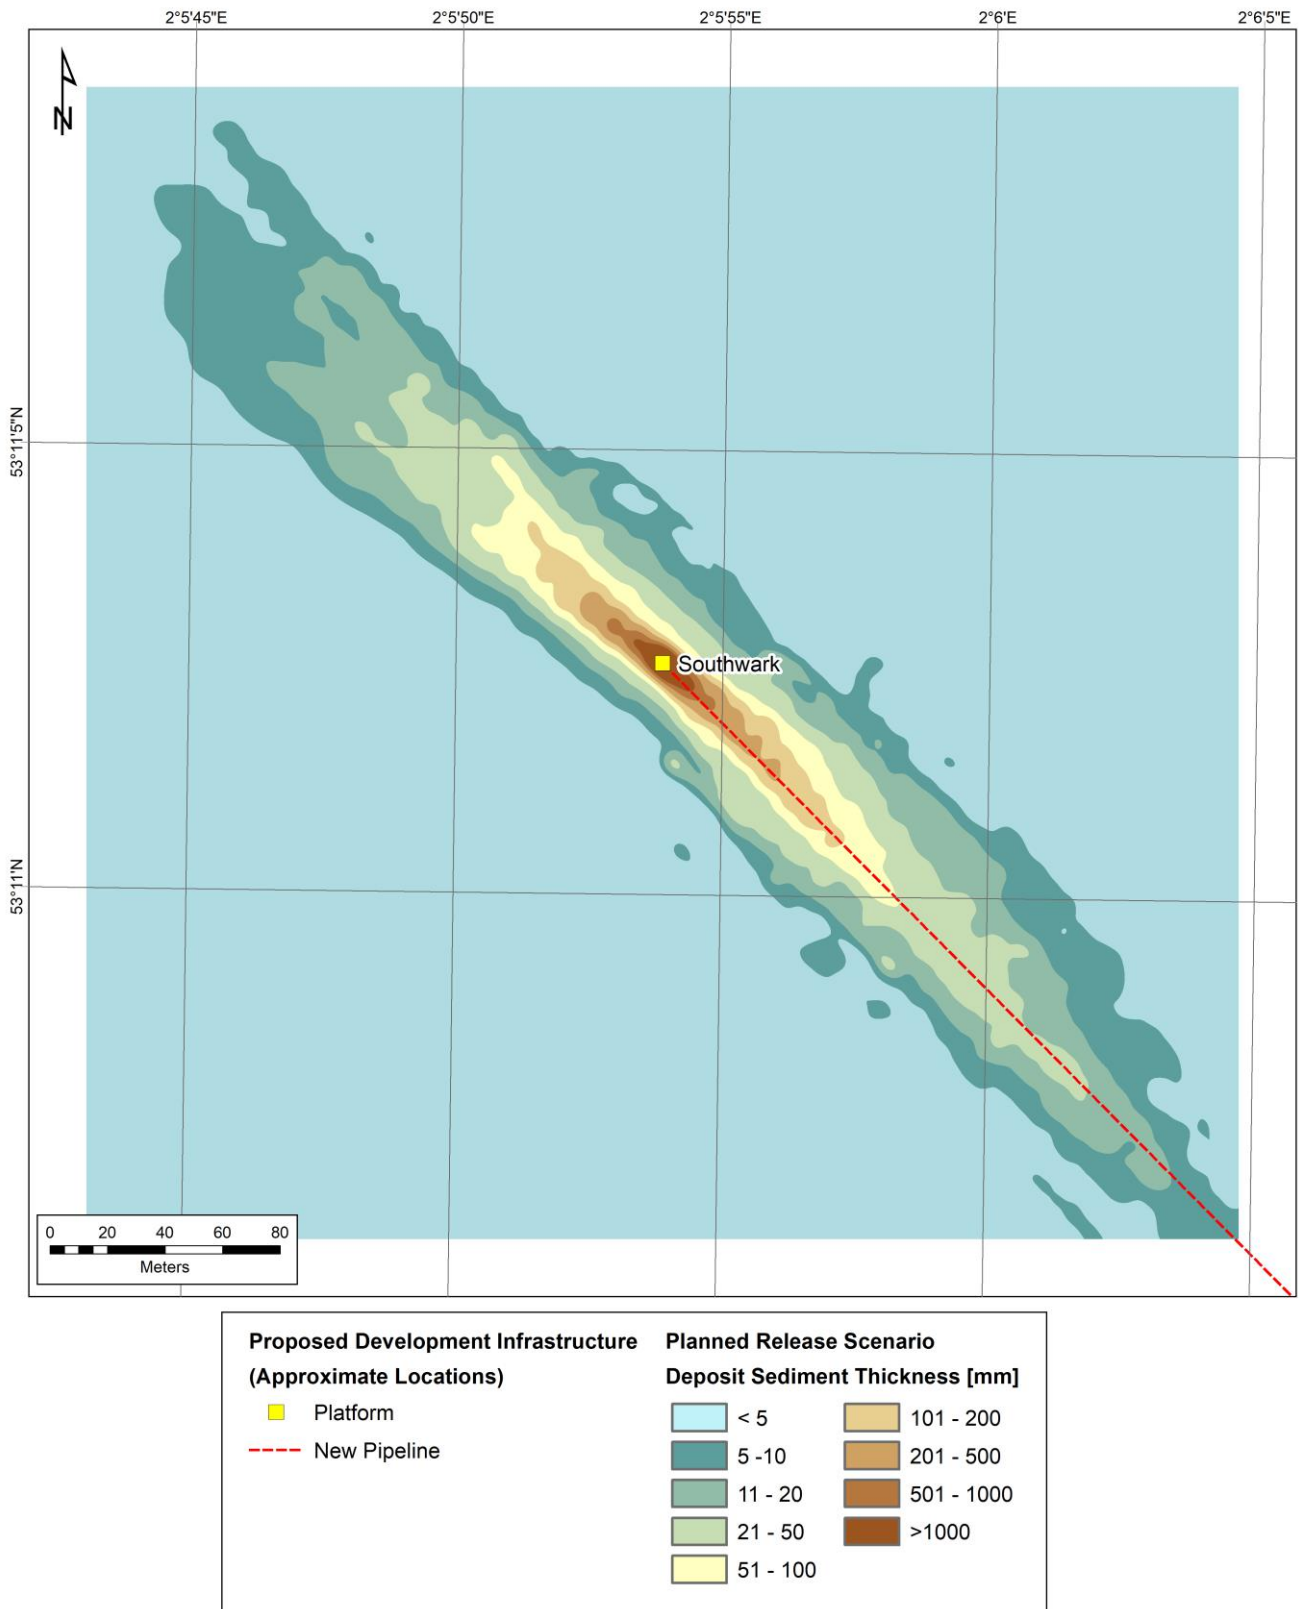 2°5'45"E 2°5'50"E 2°5'55"E 2°6'E 2°6'5"E
N
53°11'5"N
Southwark
53°11'N
0 20 40 60 80
Meters
Proposed Development Infrastructure
(Approximate Locations)
Platform
New Pipeline
Planned Release Scenario
Deposit Sediment Thickness [mm]
< 5
5 -10
11 - 20
21 - 50
51 - 100
101 - 200
201 - 500
501 - 1000
>1000